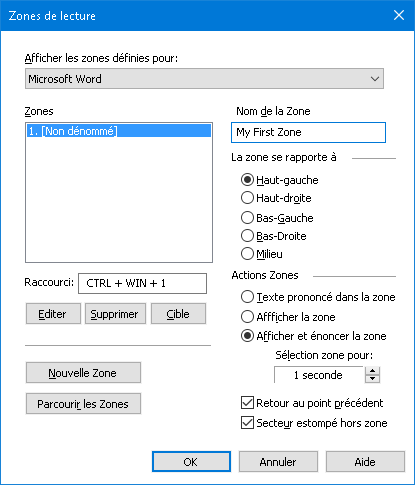 Zones de lecture
Afficher les zones définies pour:
Microsoft Word
Zones
1. [Non dénommé]
Nom de la Zone
My First Zone
La zone se rapporte à
Haut-gauche
Haut-droite
Bas-Gauche
Bas-Droite
Milieu
Raccourci: CTRL + WIN + 1
Editer Supprimer Cible
Actions Zones
Texte prononcé dans la zone
Affficher la zone
Afficher et énoncer la zone
Sélection zone pour:
1 seconde
Nouvelle Zone
Parcourir les Zones
Retour au point précédent
Secteur estompé hors zone
OK Annuler Aide